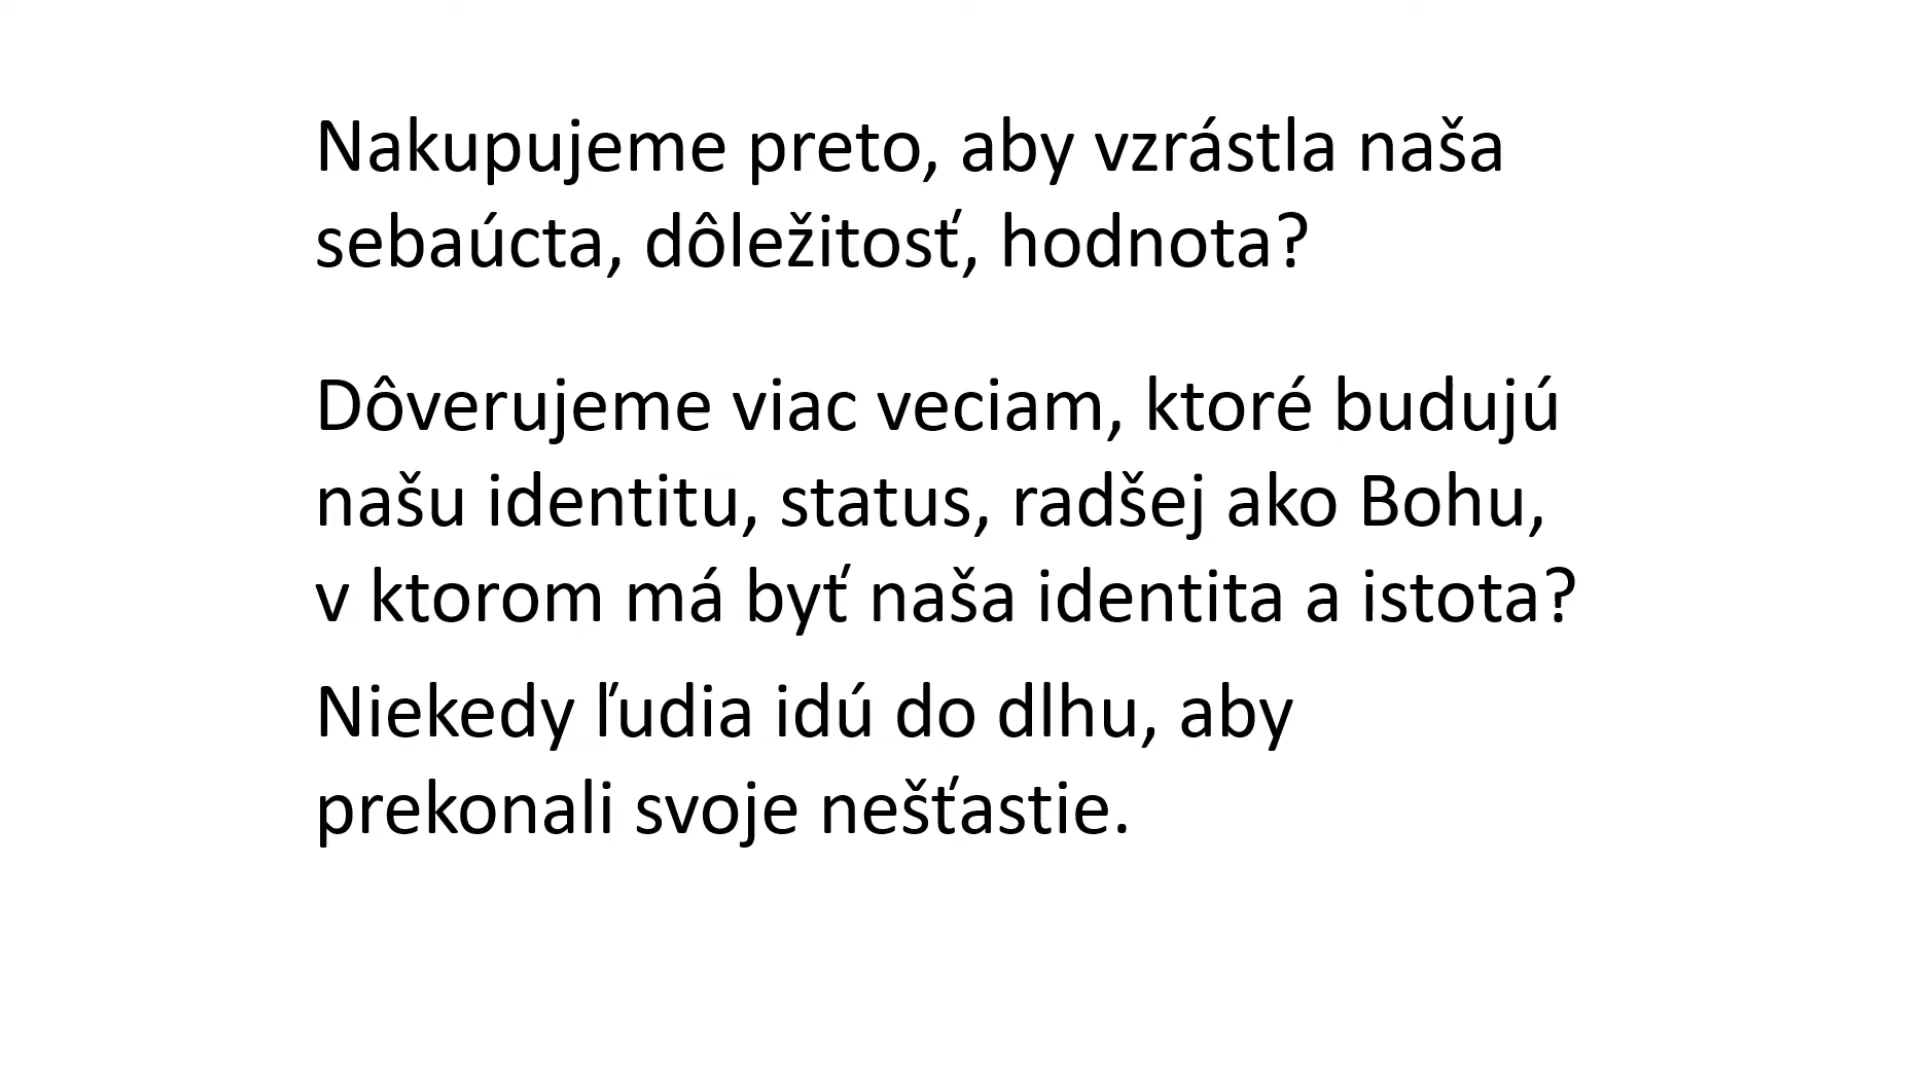 Nakupujeme preto, aby vzrástla naša
sebaúcta, dôležitosť, hodnota?
Dôverujeme viac veciam, ktoré budujú
našu identitu, status, radšej ako Bohu,
v ktorom má byť naša identita a istota?
Niekedy ľudia idú do dlhu, aby
prekonali svoje nešťastie.